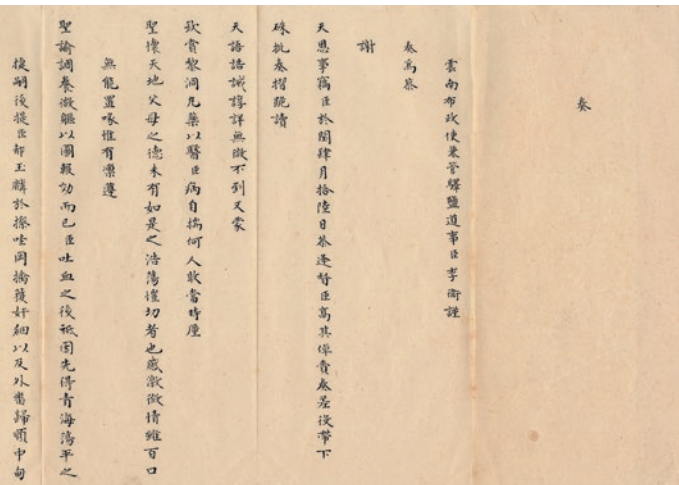 奏
雲南布政使兼管驛鹽道事臣李衛謹
奏為恭
謝
天恩事竊臣於閏肆月拾陸日恭逢督臣高其倬賫奏差役帶下
硃批奏摺跪讀
天語誥誡諄詳無微不到又蒙
欽賞黎洞丸藥以醫臣病自揣何人敢當時厪
聖懷天地父母之德未有如是之浩蕩懽切者也感激微情雖百口
無能置喙惟有懍遵
聖諭調養微軀以圖報効而已臣吐血之後祗因先得青海蕩平之
捷嗣後提臣郝玉麟於擦哇岡擒獲奸細以及外番歸順中甸